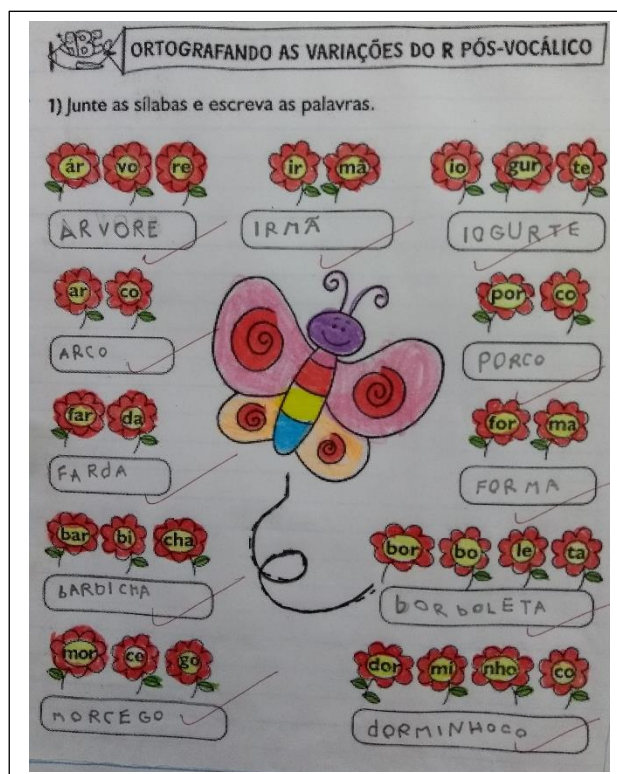 ABC
ORTOGRAFANDO AS VARIAÇÕES DO R PÓS-VOCÁLICO
1) Junte as sílabas e escreva as palavras.
ár vo re ir mã io gur te
ÁRVORE IRMÃ IOGURTE
ar co por co
ARCO PORCO
far da for ma
FARdA FORMA
bar bi cha bor bo le ta
bARbICHA bORbOLETA
mor ce go dor mi nho co
MORCEGO dORMINHOCO